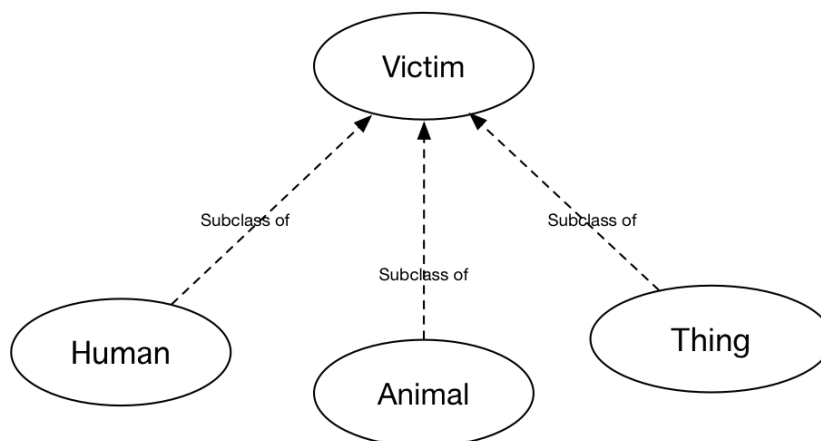 Victim
Subclass of
Subclass of
Subclass of
Human
Thing
Animal